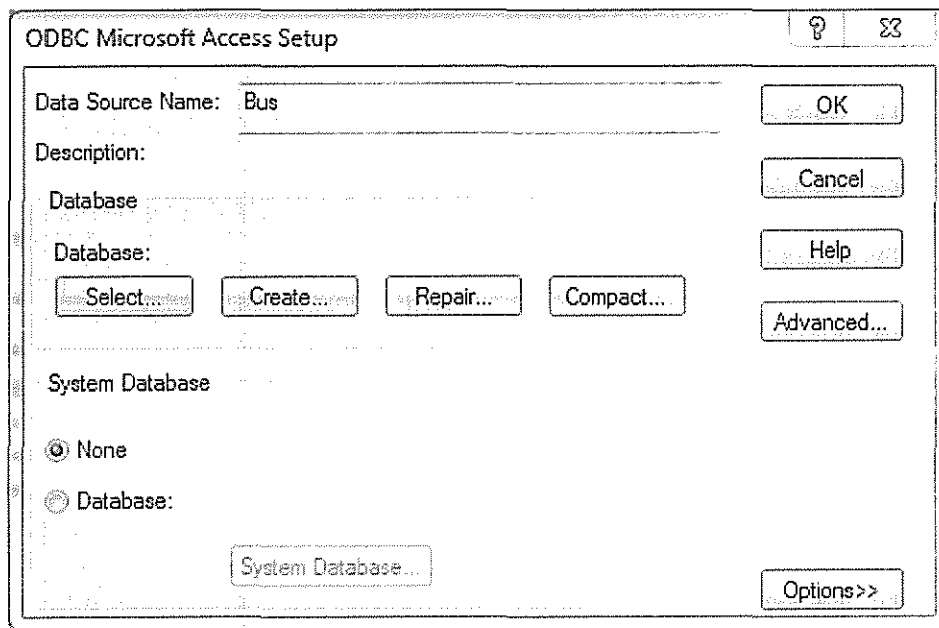 ODBC Microsoft Access Setup
Data Source Name: Bus
OK
Description:
Cancel
Database
Database:
Help
Select... Create... Repair... Compact...
Advanced...
System Database
None
Database:
System Database...
Options>>